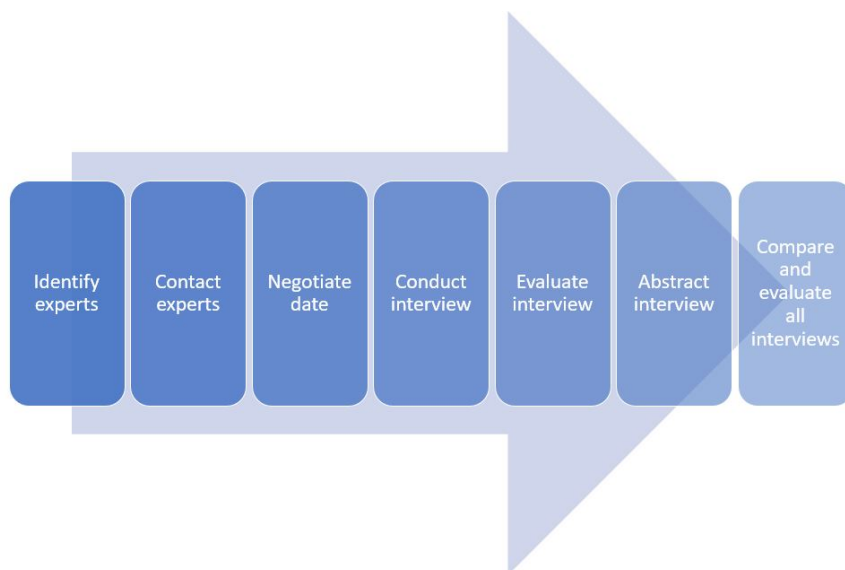 Identify
experts
Contact
experts
Negotiate
date
Conduct
interview
Evaluate
interview
Abstract
interview
Compare
and
evaluate
all
interviews